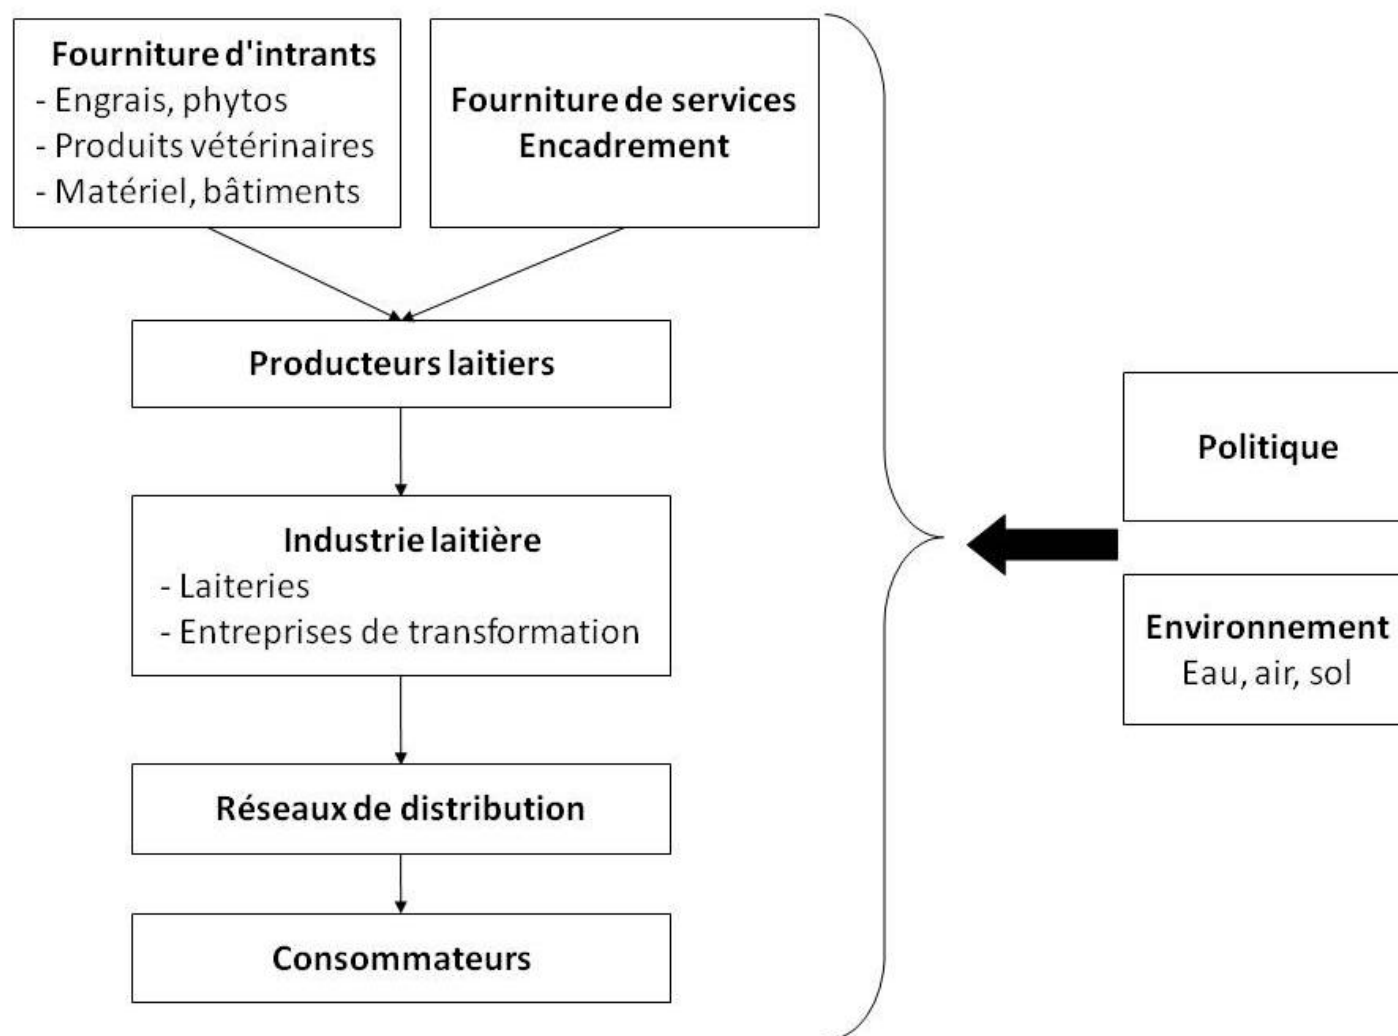 Fourniture d'intrants
- Engrais, phytos
- Produits vétérinaires
- Matériel, bâtiments
Fourniture de services
Encadrement
Producteurs laitiers
Industrie laitière
- Laiteries
- Entreprises de transformation
Réseaux de distribution
Consommateurs
Politique
Environnement
Eau, air, sol